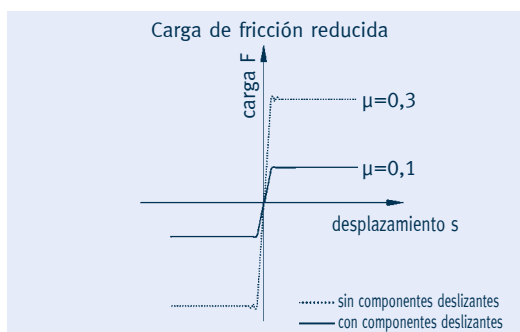 Carga de fricción reducida
carga F
µ=0,3
µ=0,1
desplazamiento s
sin componentes deslizantes
con componentes deslizantes